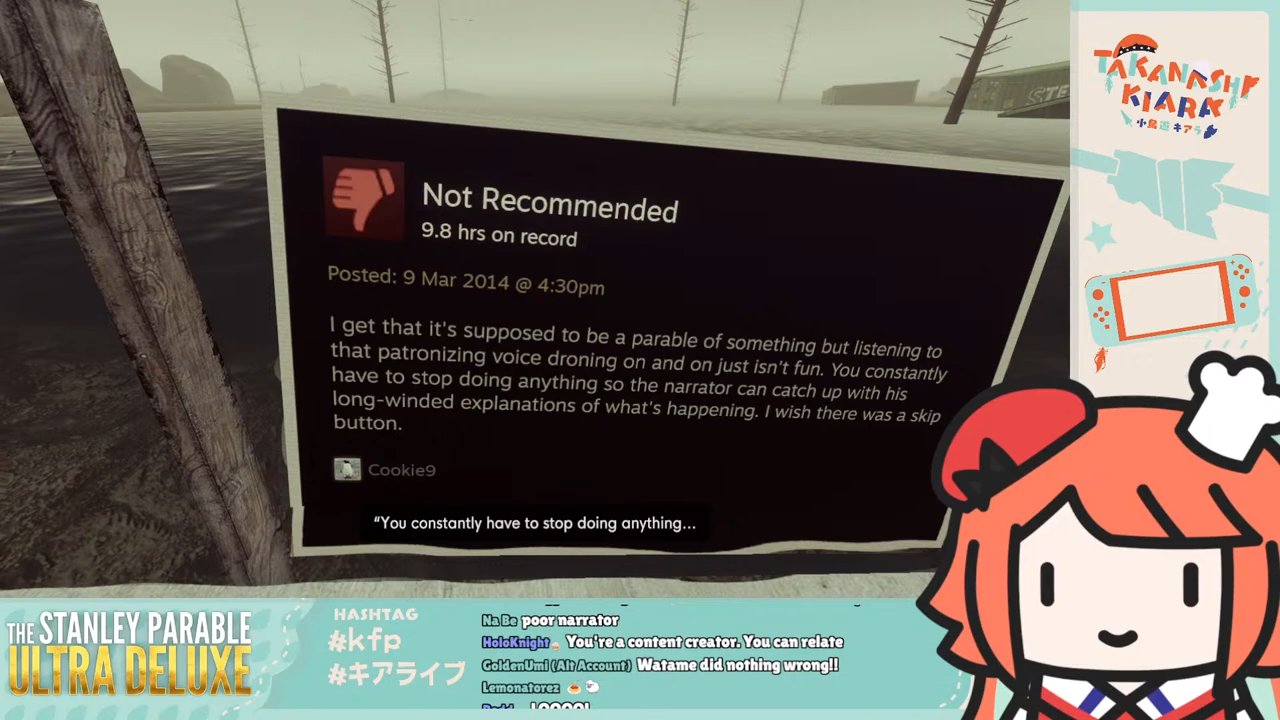 TAKANASHI
KIARA
小鳥遊キアラ
STE
Not Recommended
9.8 hrs on record
Posted: 9 Mar 2014 @ 4:30pm
I get that it's supposed to be a parable of something but listening to
that patronizing voice droning on and on just isn't fun. You constantly
have to stop doing anything so the narrator can catch up with his
long-winded explanations of what's happening. I wish there was a skip
button.
Cookie9
"You constantly have to stop doing anything...
THE STANLEY PARABLE
ULTRA DELUXE
HASHTAG
#kfp
#キアライブ
Na Be poor narrator
HoloKnight You're a content creator. You can relate
GoldenUmi (Alt Account) Watame did nothing wrong!!
Lemonatorez